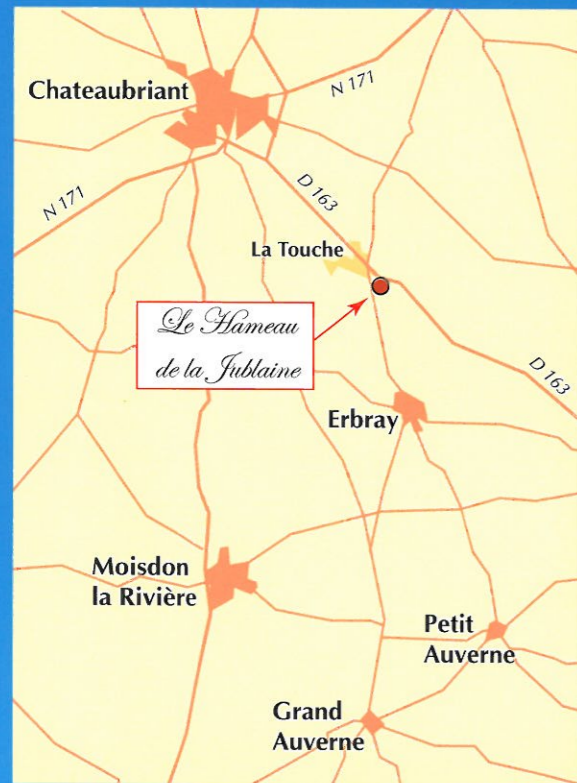 Chateaubriant
N 171
N 171
D 163
La Touche
Le Hameau
de la Jublaine
D 163
Erbray
Moisdon
la Rivière
Petit
Auverne
Grand
Auverne